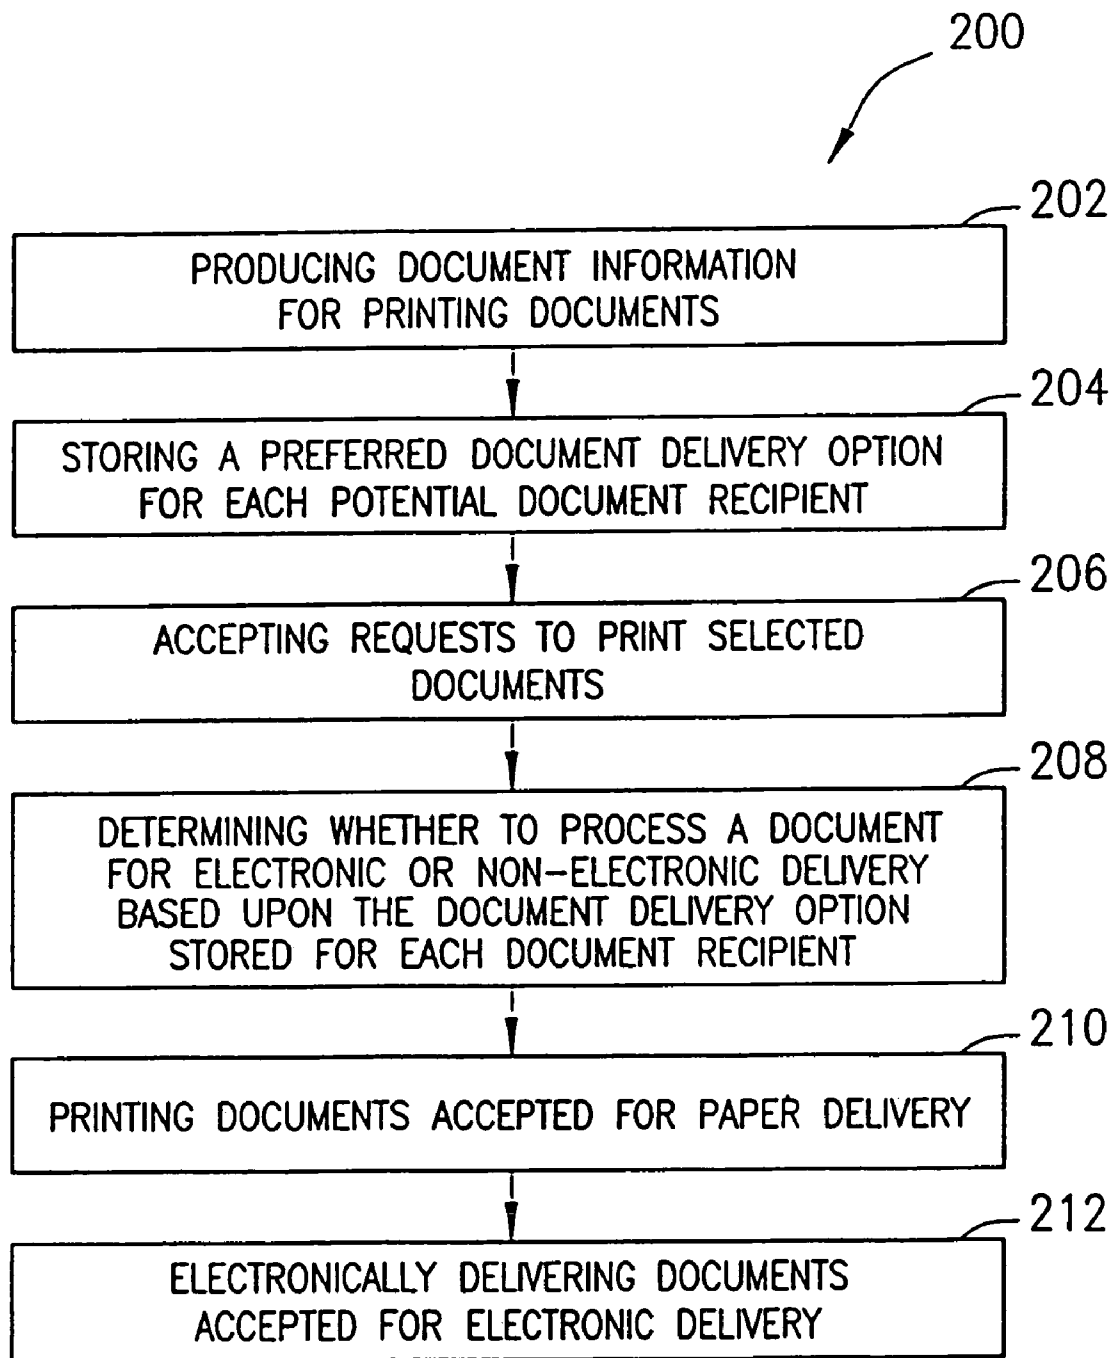 200
202
PRODUCING DOCUMENT INFORMATION
FOR PRINTING DOCUMENTS
204
STORING A PREFERRED DOCUMENT DELIVERY OPTION
FOR EACH POTENTIAL DOCUMENT RECIPIENT
206
ACCEPTING REQUESTS TO PRINT SELECTED
DOCUMENTS
208
DETERMINING WHETHER TO PROCESS A DOCUMENT
FOR ELECTRONIC OR NON-ELECTRONIC DELIVERY
BASED UPON THE DOCUMENT DELIVERY OPTION
STORED FOR EACH DOCUMENT RECIPIENT
210
PRINTING DOCUMENTS ACCEPTED FOR PAPER DELIVERY
212
ELECTRONICALLY DELIVERING DOCUMENTS
ACCEPTED FOR ELECTRONIC DELIVERY